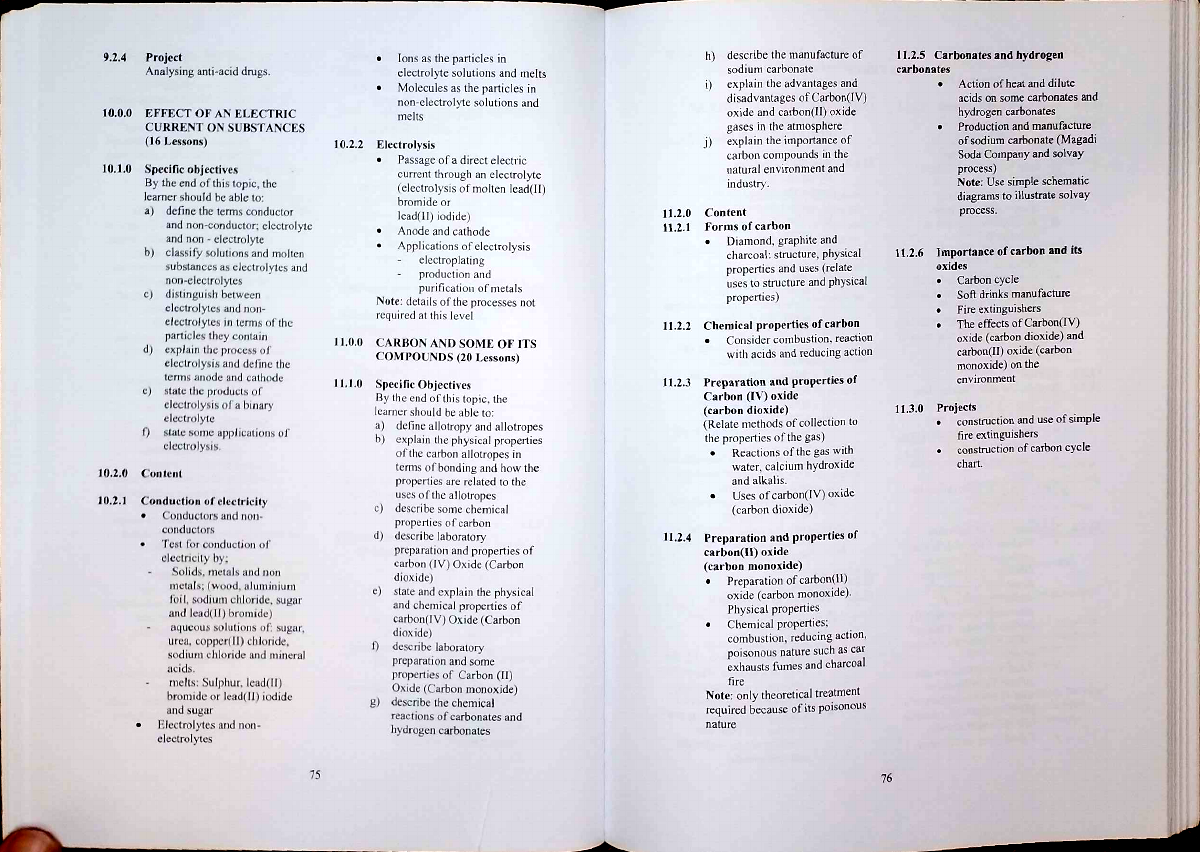 9.2.4 Project
Analysing anti-acid drugs.
10.0.0 EFFECT OF AN ELECTRIC
CURRENT ON SUBSTANCES
(16 Lessons)
10.1.0 Specific objectives
By the end of this topic, the
learner should be able to:
a) define the terms conductor
and non-conductor; electrolyte
and non - electrolyte
b) classify solutions and molten
substances as electrolytes and
non-electrolytes
c) distinguish between
electrolytes and non-
electrolytes in terms of the
particles they contain
d) explain the process of
electrolysis and define the
terms anode and cathode
e) state the products of
electrolysis of a binary
electrolyte
f) state some applications of
electrolysis.
10.2.0 Content
10.2.1 Conduction of electricity
• Conductors and non-
conductors
• Test for conduction of
electricity by;
- Solids, metals and non
metals; (wood, aluminium
foil, sodium chloride, sugar
and lead(II) bromide)
- aqueous solutions of: sugar,
urea, copper(II) chloride,
sodium chloride and mineral
acids.
- melts: Sulphur, lead(II)
bromide or lead(II) iodide
and sugar
• Electrolytes and non-
electrolytes
• Ions as the particles in
electrolyte solutions and melts
• Molecules as the particles in
non-electrolyte solutions and
melts
10.2.2 Electrolysis
• Passage of a direct electric
current through an electrolyte
(electrolysis of molten lead(II)
bromide or
lead(II) iodide)
• Anode and cathode
• Applications of electrolysis
- electroplating
- production and
purification of metals
Note: details of the processes not
required at this level
11.0.0 CARBON AND SOME OF ITS
COMPOUNDS (20 Lessons)
11.1.0 Specific Objectives
By the end of this topic, the
learner should be able to:
a) define allotropy and allotropes
b) explain the physical properties
of the carbon allotropes in
terms of bonding and how the
properties are related to the
uses of the allotropes
c) describe some chemical
properties of carbon
d) describe laboratory
preparation and properties of
carbon (IV) Oxide (Carbon
dioxide)
e) state and explain the physical
and chemical properties of
carbon(IV) Oxide (Carbon
dioxide)
f) describe laboratory
preparation and some
properties of Carbon (II)
Oxide (Carbon monoxide)
g) describe the chemical
reactions of carbonates and
hydrogen carbonates
75
h) describe the manufacture of
sodium carbonate
i) explain the advantages and
disadvantages of Carbon(IV)
oxide and carbon(II) oxide
gases in the atmosphere
j) explain the importance of
carbon compounds in the
natural environment and
industry.
11.2.0 Content
11.2.1 Forms of carbon
• Diamond, graphite and
charcoal: structure, physical
properties and uses (relate
uses to structure and physical
properties)
11.2.2 Chemical properties of carbon
• Consider combustion, reaction
with acids and reducing action
11.2.3 Preparation and properties of
Carbon (IV) oxide
(carbon dioxide)
(Relate methods of collection to
the properties of the gas)
• Reactions of the gas with
water, calcium hydroxide
and alkalis.
• Uses of carbon(IV) oxide
(carbon dioxide)
11.2.4 Preparation and properties of
carbon(II) oxide
(carbon monoxide)
• Preparation of carbon(II)
oxide (carbon monoxide).
Physical properties
• Chemical properties;
combustion, reducing action,
poisonous nature such as car
exhausts fumes and charcoal
fire
Note: only theoretical treatment
required because of its poisonous
nature
11.2.5 Carbonates and hydrogen
carbonates
• Action of heat and dilute
acids on some carbonates and
hydrogen carbonates
• Production and manufacture
of sodium carbonate (Magadi
Soda Company and solvay
process)
Note: Use simple schematic
diagrams to illustrate solvay
process.
11.2.6 Importance of carbon and its
oxides
• Carbon cycle
• Soft drinks manufacture
• Fire extinguishers
• The effects of Carbon(IV)
oxide (carbon dioxide) and
carbon(II) oxide (carbon
monoxide) on the
environment
11.3.0 Projects
• construction and use of simple
fire extinguishers
• construction of carbon cycle
chart.
76